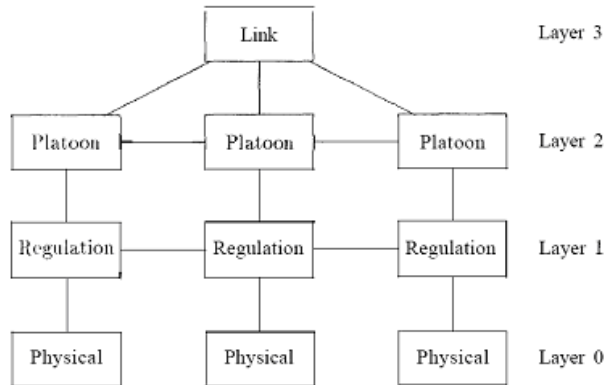 Link Layer 3
Platoon Platoon Platoon Layer 2
Regulation Regulation Regulation Layer 1
Physical Physical Physical Layer 0